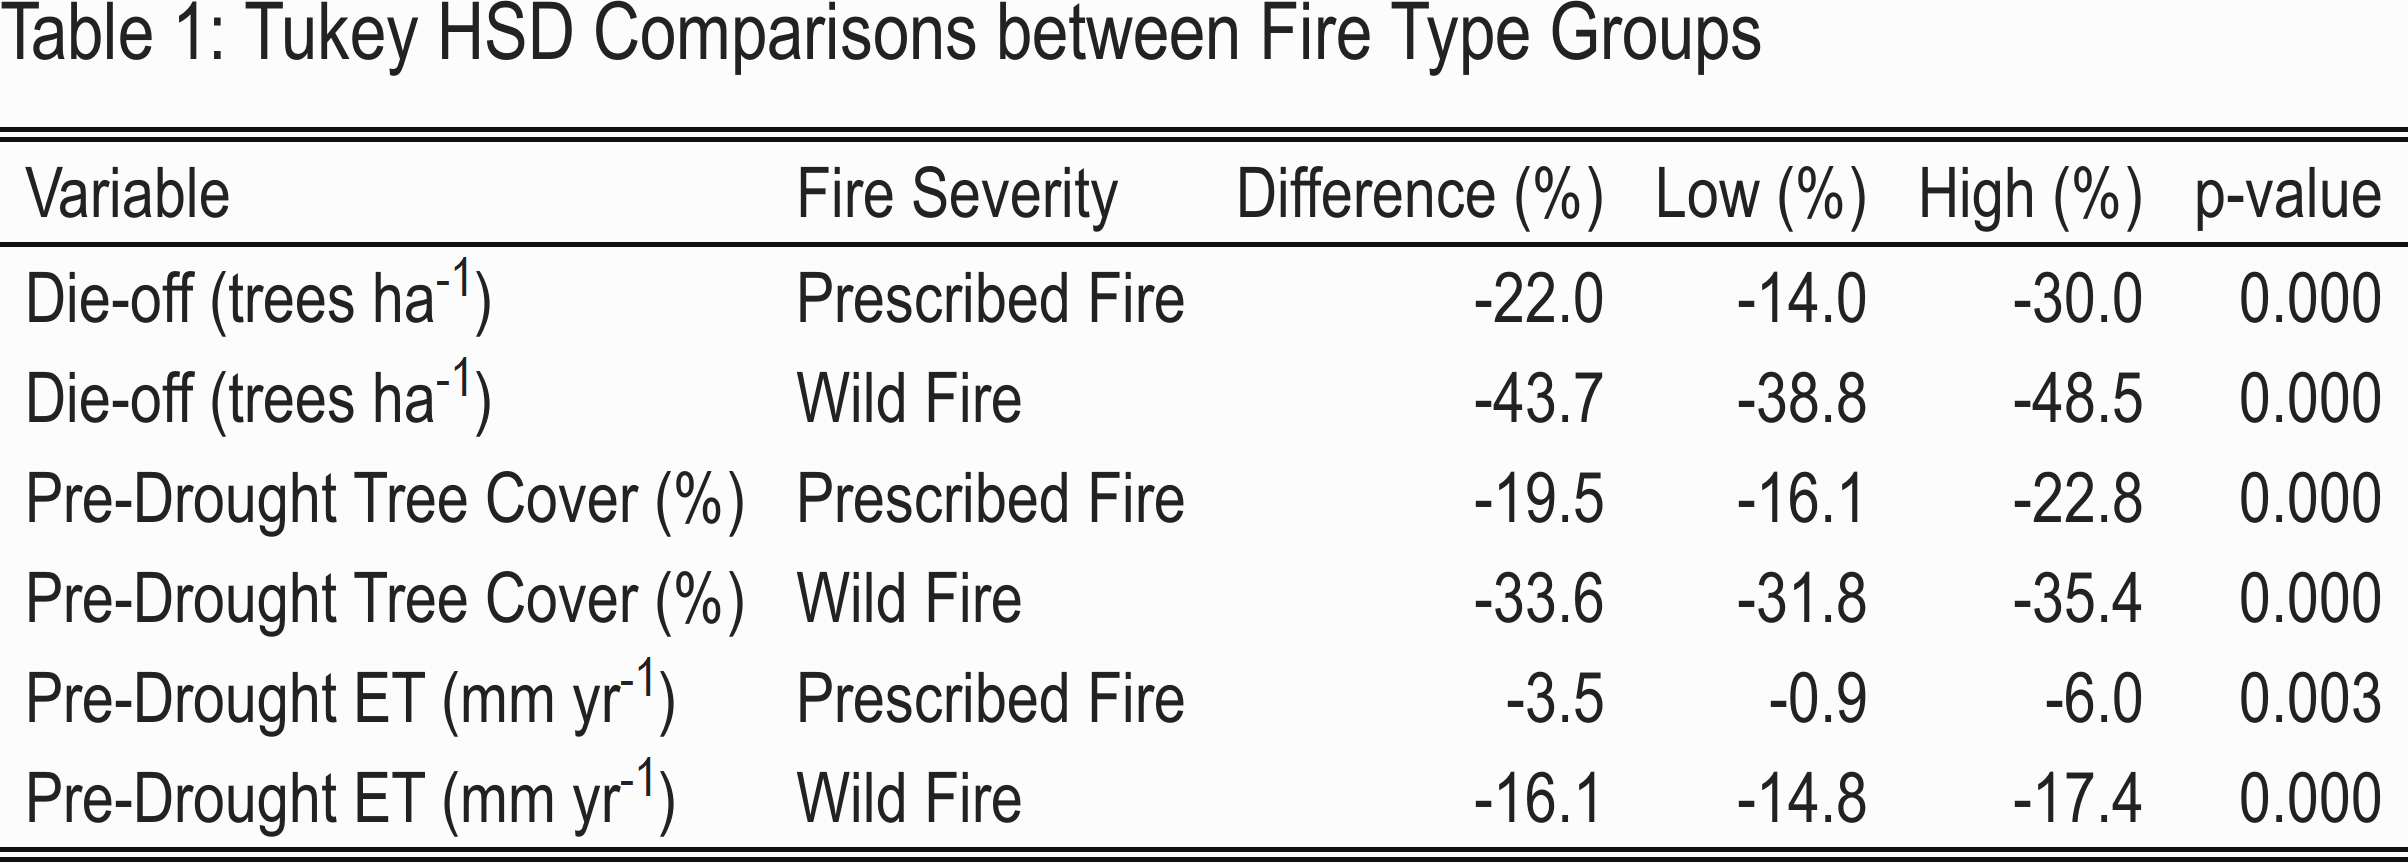 Table 1: Tukey HSD Comparisons between Fire Type Groups
Variable Fire Severity Difference (%) Low (%) High (%) p-value
Die-off (trees ha⁻¹) Prescribed Fire -22.0 -14.0 -30.0 0.000
Die-off (trees ha⁻¹) Wild Fire -43.7 -38.8 -48.5 0.000
Pre-Drought Tree Cover (%) Prescribed Fire -19.5 -16.1 -22.8 0.000
Pre-Drought Tree Cover (%) Wild Fire -33.6 -31.8 -35.4 0.000
Pre-Drought ET (mm yr⁻¹) Prescribed Fire -3.5 -0.9 -6.0 0.003
Pre-Drought ET (mm yr⁻¹) Wild Fire -16.1 -14.8 -17.4 0.000